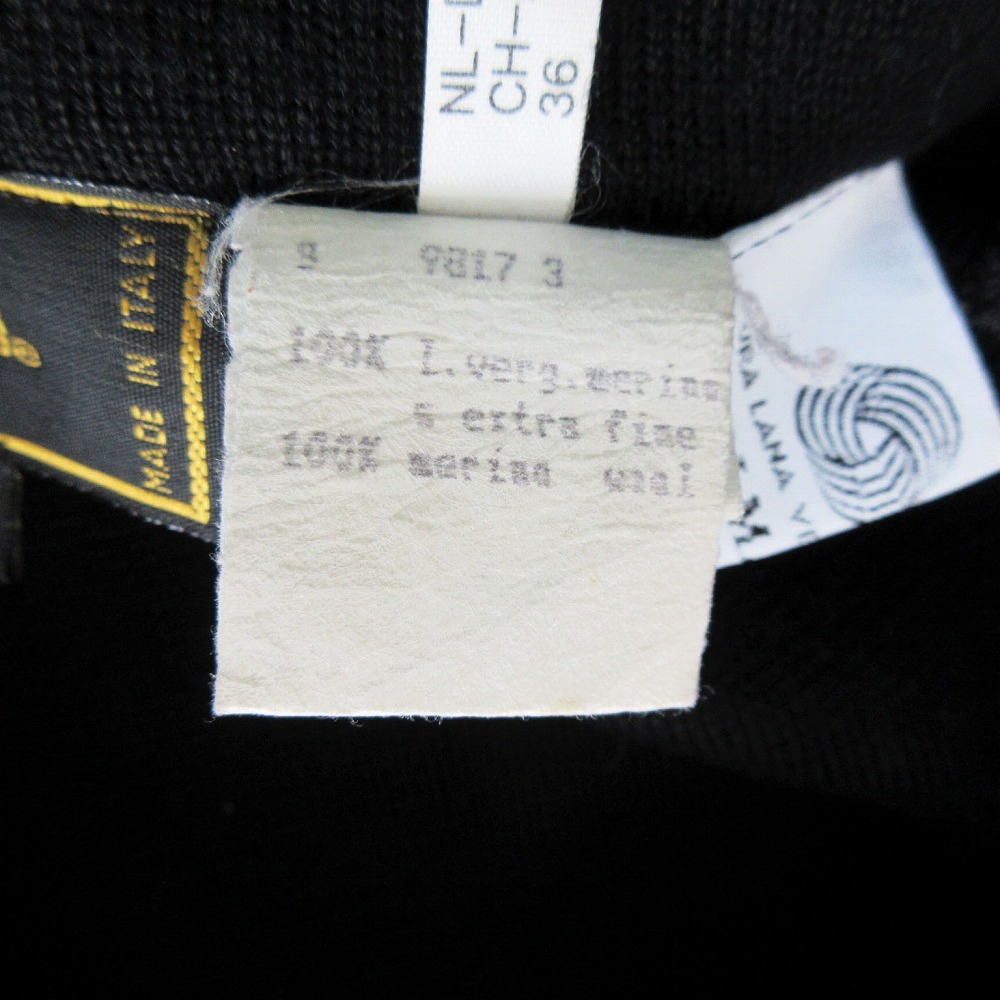 NL-
CH-
36
MADE IN ITALY
9817 3
100% L.verg.merino
extra fine
100% merino wool
LANA